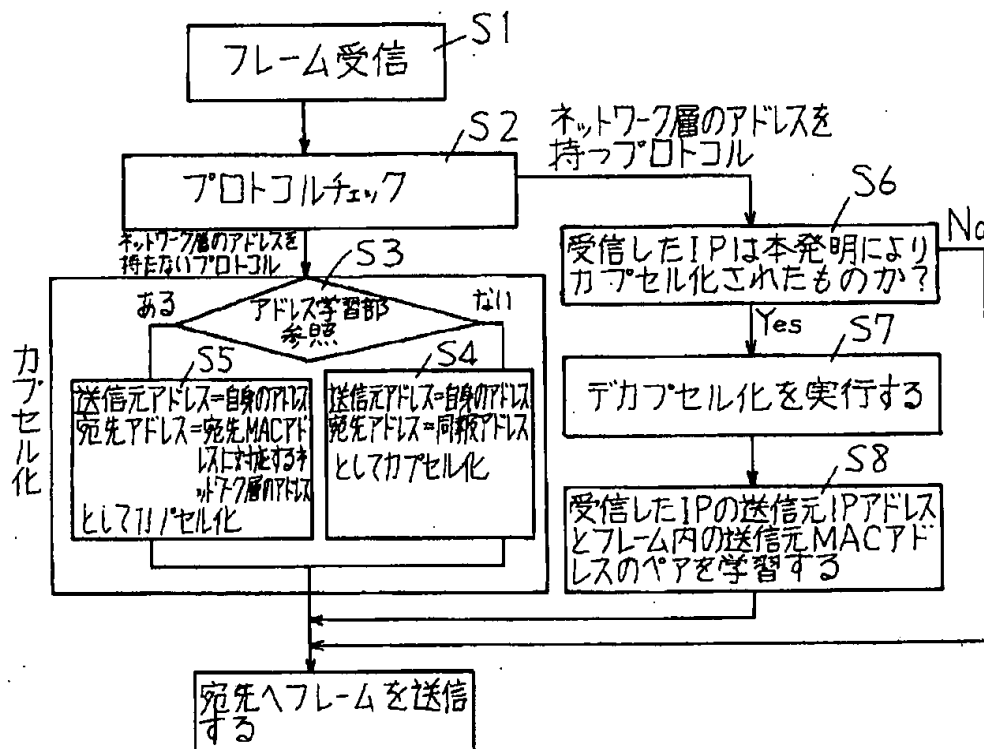 S1
フレーム受信
S2
プロトコルチェック
ネットワーク層のアドレスを
持つプロトコル
ネットワーク層のアドレスを
持たないプロトコル
S3
アドレス学習部
参照
ある
ない
カプセル化
S5
送信元アドレス=自身のアドレス
宛先アドレス=宛先MACアド
レスに対応するネ
ットワーク層のアドレス
としてカプセル化
S4
送信元アドレス=自身のアドレス
宛先アドレス=同報アドレス
としてカプセル化
S6
受信したIPは本発明により
カプセル化されたものか?
No
Yes
S7
デカプセル化を実行する
S8
受信したIPの送信元IPアドレス
とフレーム内の送信元MACアド
レスのペアを学習する
宛先へフレームを送信
する